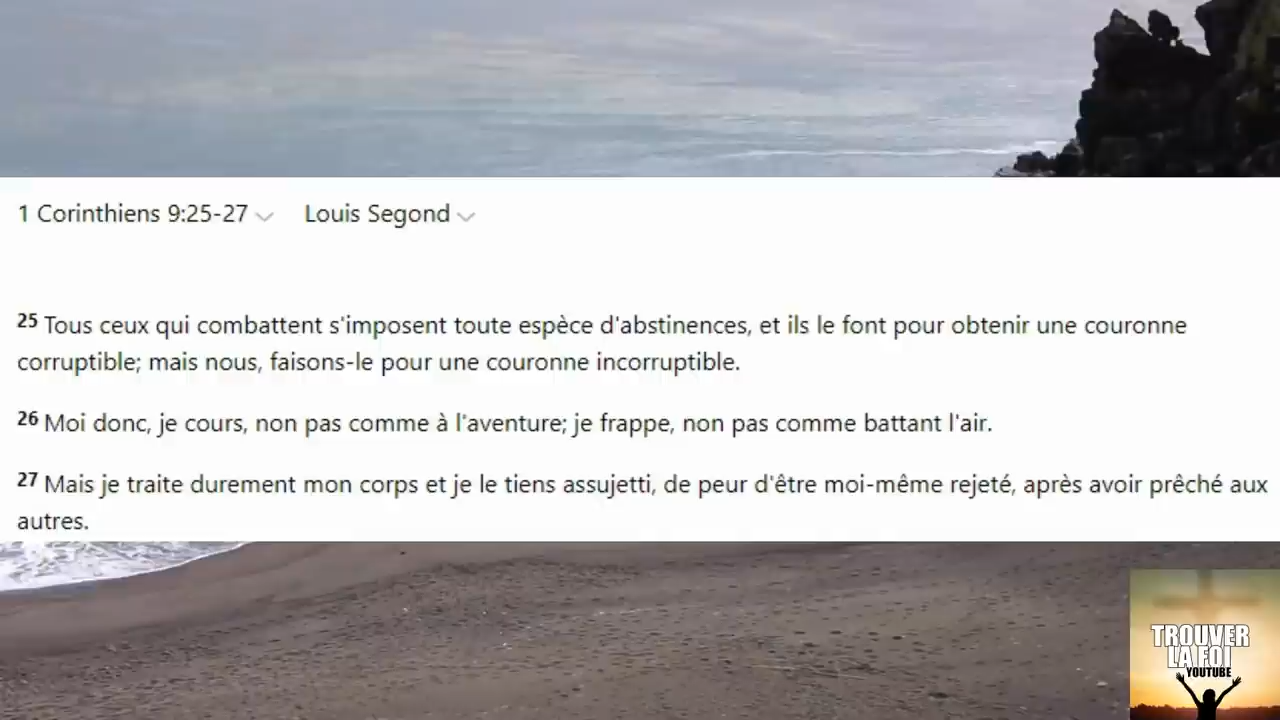 1 Corinthiens 9:25-27 Louis Segond
25 Tous ceux qui combattent s'imposent toute espèce d'abstinences, et ils le font pour obtenir une couronne
corruptible; mais nous, faisons-le pour une couronne incorruptible.
26 Moi donc, je cours, non pas comme à l'aventure; je frappe, non pas comme battant l'air.
27 Mais je traite durement mon corps et je le tiens assujetti, de peur d'être moi-même rejeté, après avoir prêché aux
autres.
TROUVER
LA FOI
YOUTUBE